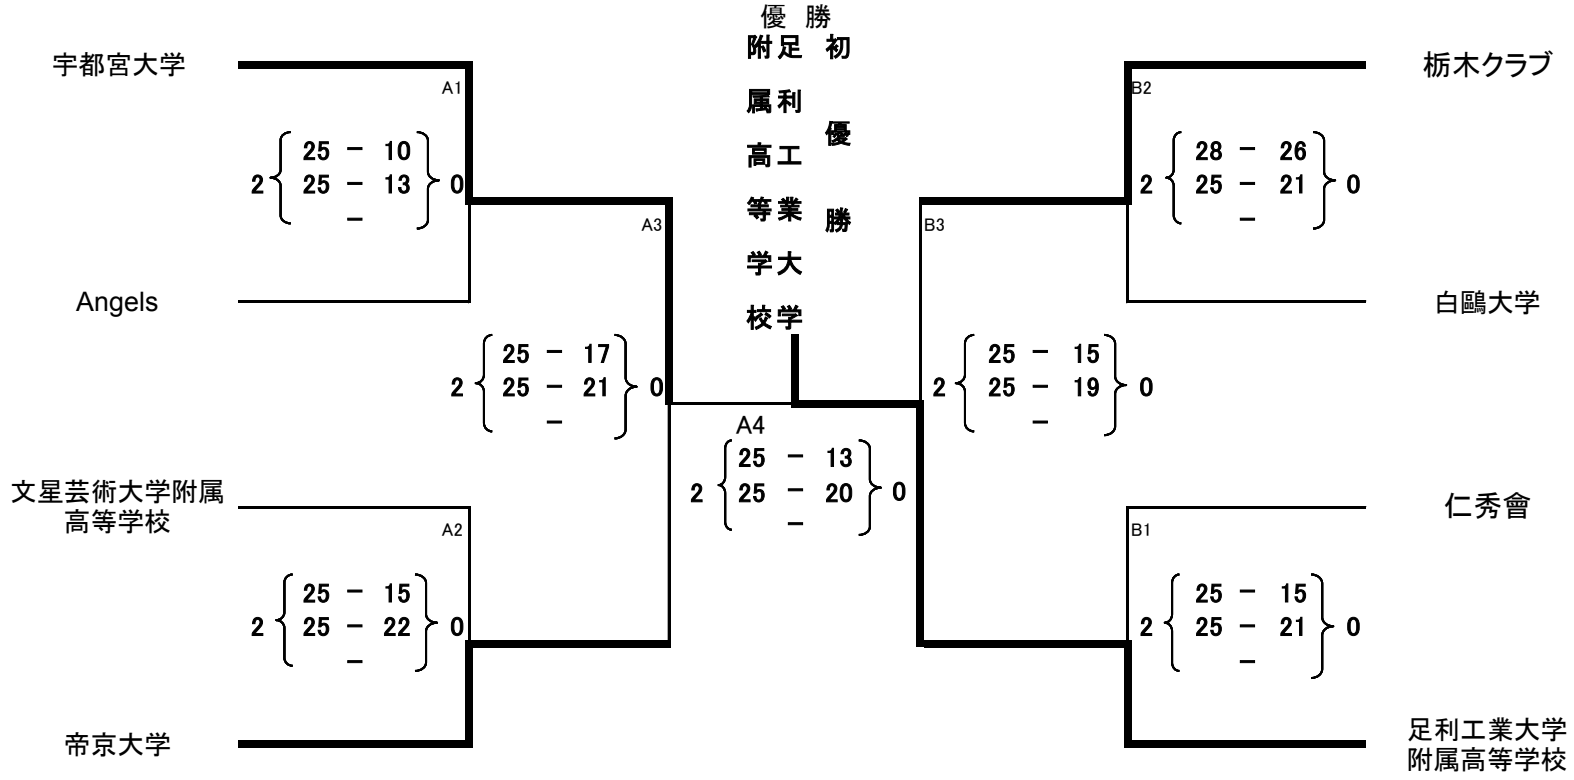 優 勝
初優勝
足利工業大学
附属高等学校
宇都宮大学
A1
2 25 － 10 0
25 － 13
－
Angels
A3
2 25 － 17 0
25 － 21
－
文星芸術大学附属
高等学校
A2
2 25 － 15 0
25 － 22
－
帝京大学
A4
2 25 － 13 0
25 － 20
－
栃木クラブ
B2
2 28 － 26 0
25 － 21
－
白鷗大学
B3
2 25 － 15 0
25 － 19
－
仁秀會
B1
2 25 － 15 0
25 － 21
－
足利工業大学
附属高等学校